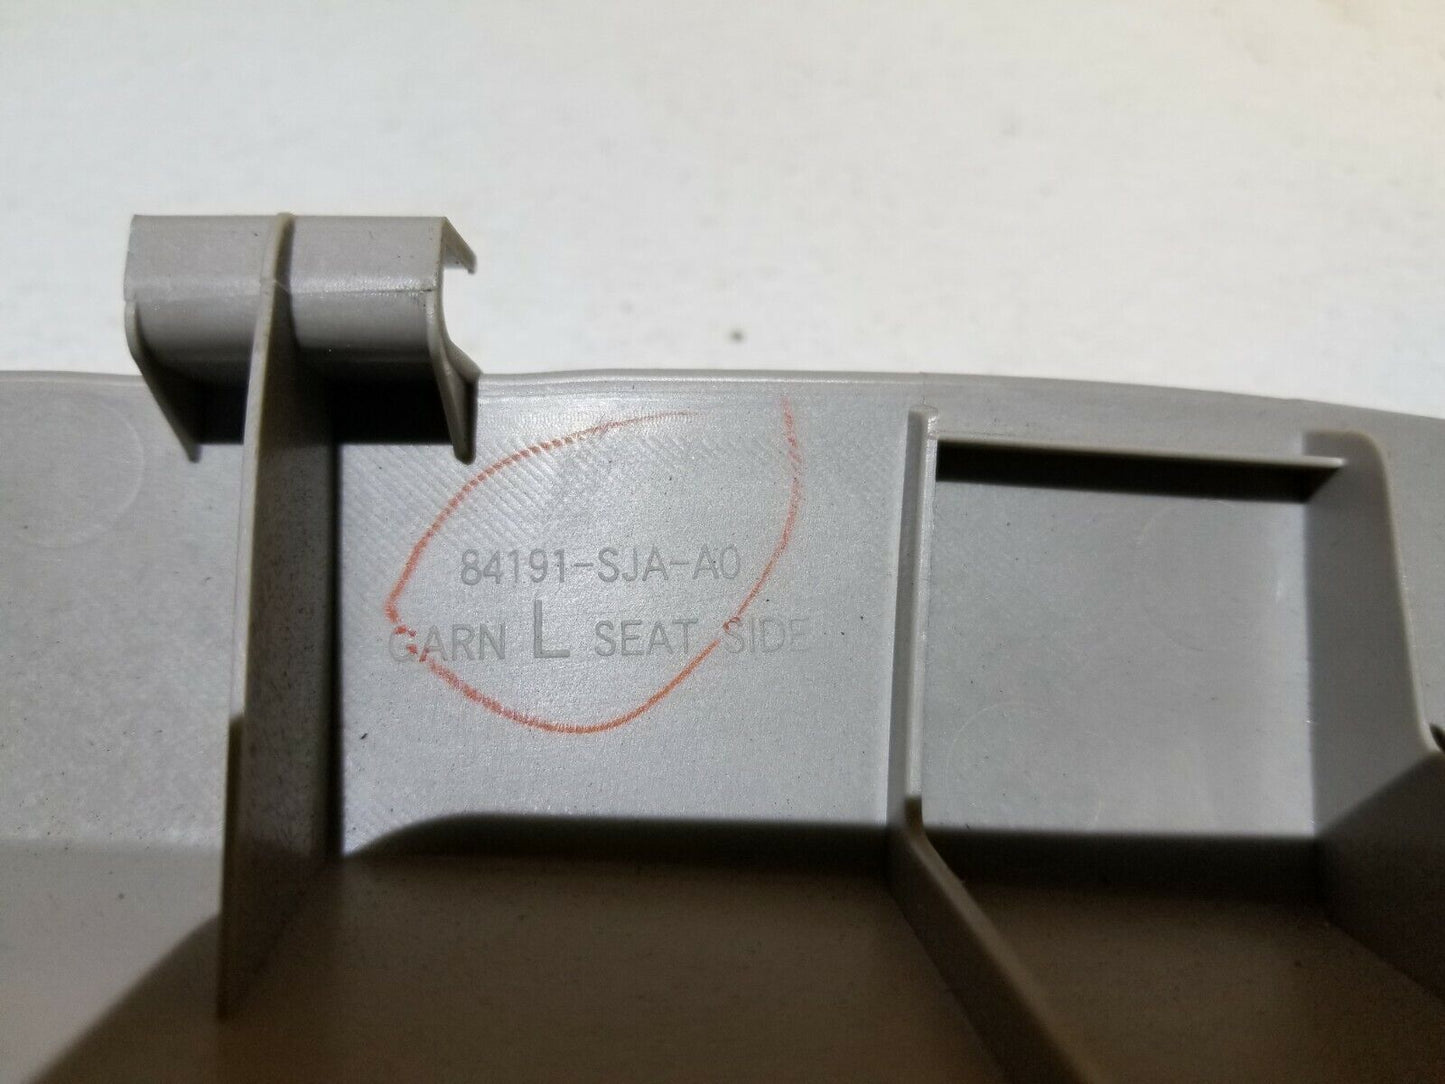 84191-SJA-A0
GARN L SEAT SIDE